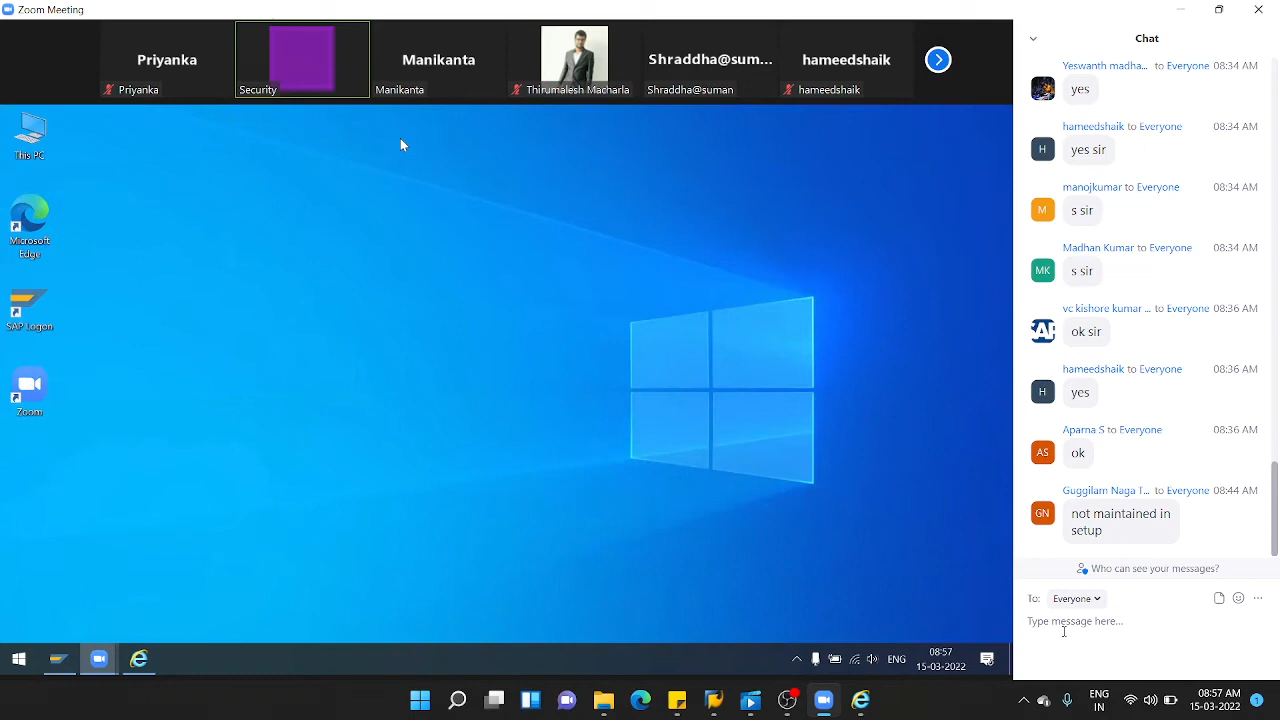 Zoom Meeting
Priyanka
Priyanka
Security
Manikanta
Manikanta
Thirumalesh Macharla
Shraddha@sum...
Shraddha@suman
hameedshaik
hameedshaik
This PC
Microsoft
Edge
SAP Logon
Zoom
ENG
08:57
15-03-2022
Chat
Yeswanth madha... to Everyone 08:34 AM
yes
hameedshaik to Everyone 08:34 AM
H
yes sir
manojkumar to Everyone 08:34 AM
M
s sir
Madhan Kumar to Everyone 08:34 AM
MK
s sir
vc kishore kumar ... to Everyone 08:36 AM
SAP
ok sir
hameedshaik to Everyone 08:36 AM
H
yes
Aparna S to Everyone 08:36 AM
AS
ok
Guggilam Naga T... to Everyone 08:44 AM
GN
not maintained in
setup
Who can see your messages?
To: Everyone
Type message here...
ENG
IN
08:57 AM
15-03-2022
1